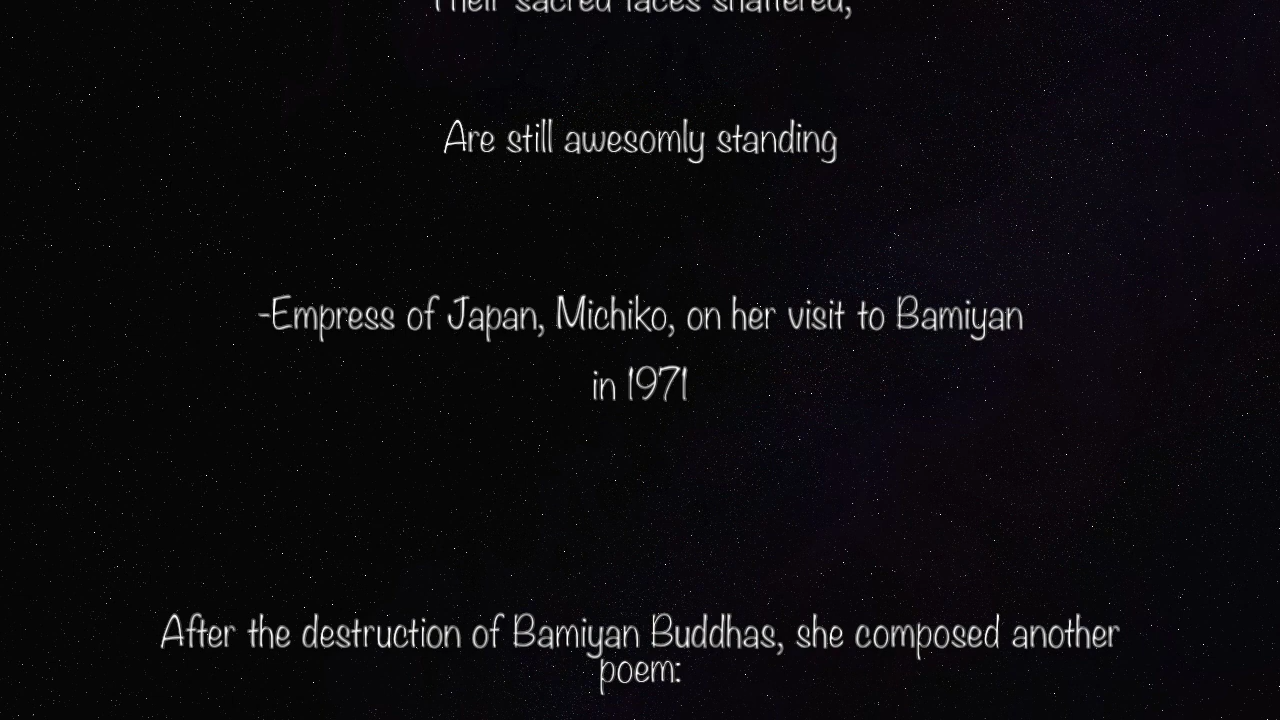 Their sacred faces shattered,
Are still awesomly standing
-Empress of Japan, Michiko, on her visit to Bamiyan
in 1971
After the destruction of Bamiyan Buddhas, she composed another
poem: